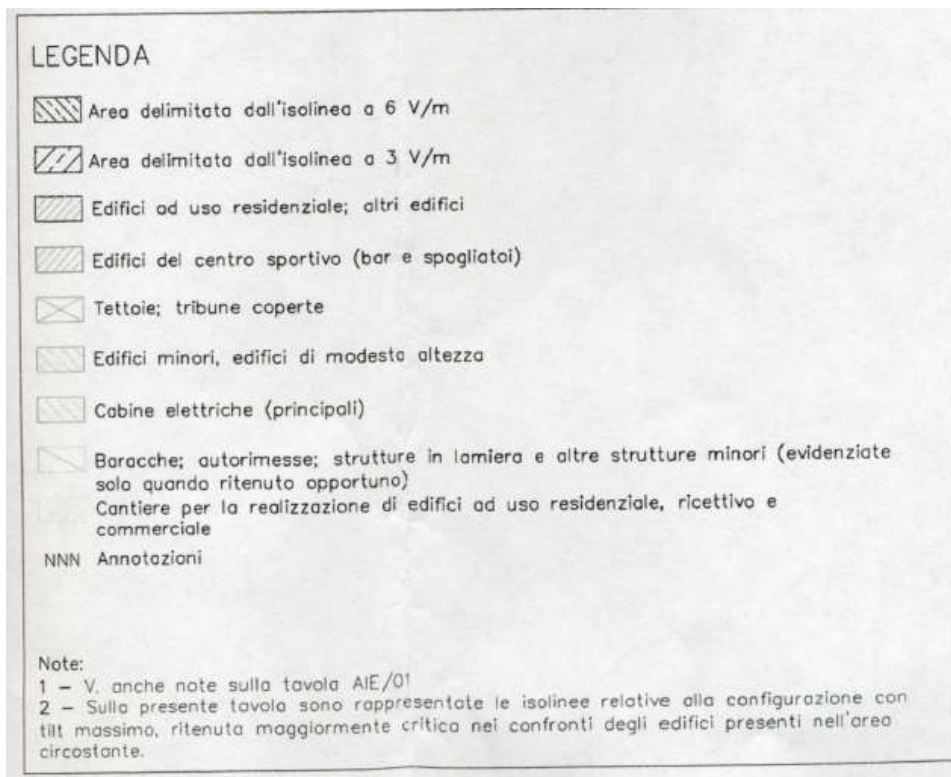 LEGENDA
Area delimitata dall'isolinea a 6 V/m
Area delimitata dall'isolinea a 3 V/m
Edifici ad uso residenziale; altri edifici
Edifici del centro sportivo (bar e spogliatoi)
Tettoie; tribune coperte
Edifici minori, edifici di modesta altezza
Cabine elettriche (principali)
Baracche; autorimesse; strutture in lamiera e altre strutture minori (evidenziate
solo quando ritenuto opportuno)
Cantiere per la realizzazione di edifici ad uso residenziale, ricettivo e
commerciale
NNN Annotazioni
Note:
1 – V. anche note sulla tavola AIE/01
2 – Sulla presente tavola sono rappresentate le isolinee relative alla configurazione con
tilt massimo, ritenuta maggiormente critica nei confronti degli edifici presenti nell'area
circostante.